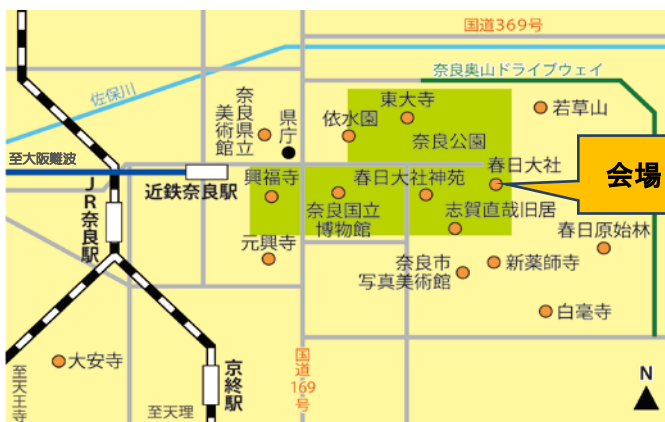 国道369号
奈良奥山ドライブウェイ
佐保川
奈良県立
美術館
県庁
依水園
東大寺
奈良公園
若草山
至大阪難波
近鉄奈良駅
興福寺
春日大社神苑
春日大社
会場
JR奈良駅
奈良国立
博物館
志賀直哉旧居
春日原始林
元興寺
奈良市
写真美術館
新薬師寺
白毫寺
大安寺
京終駅
国道169号
至天王寺
至天理
N